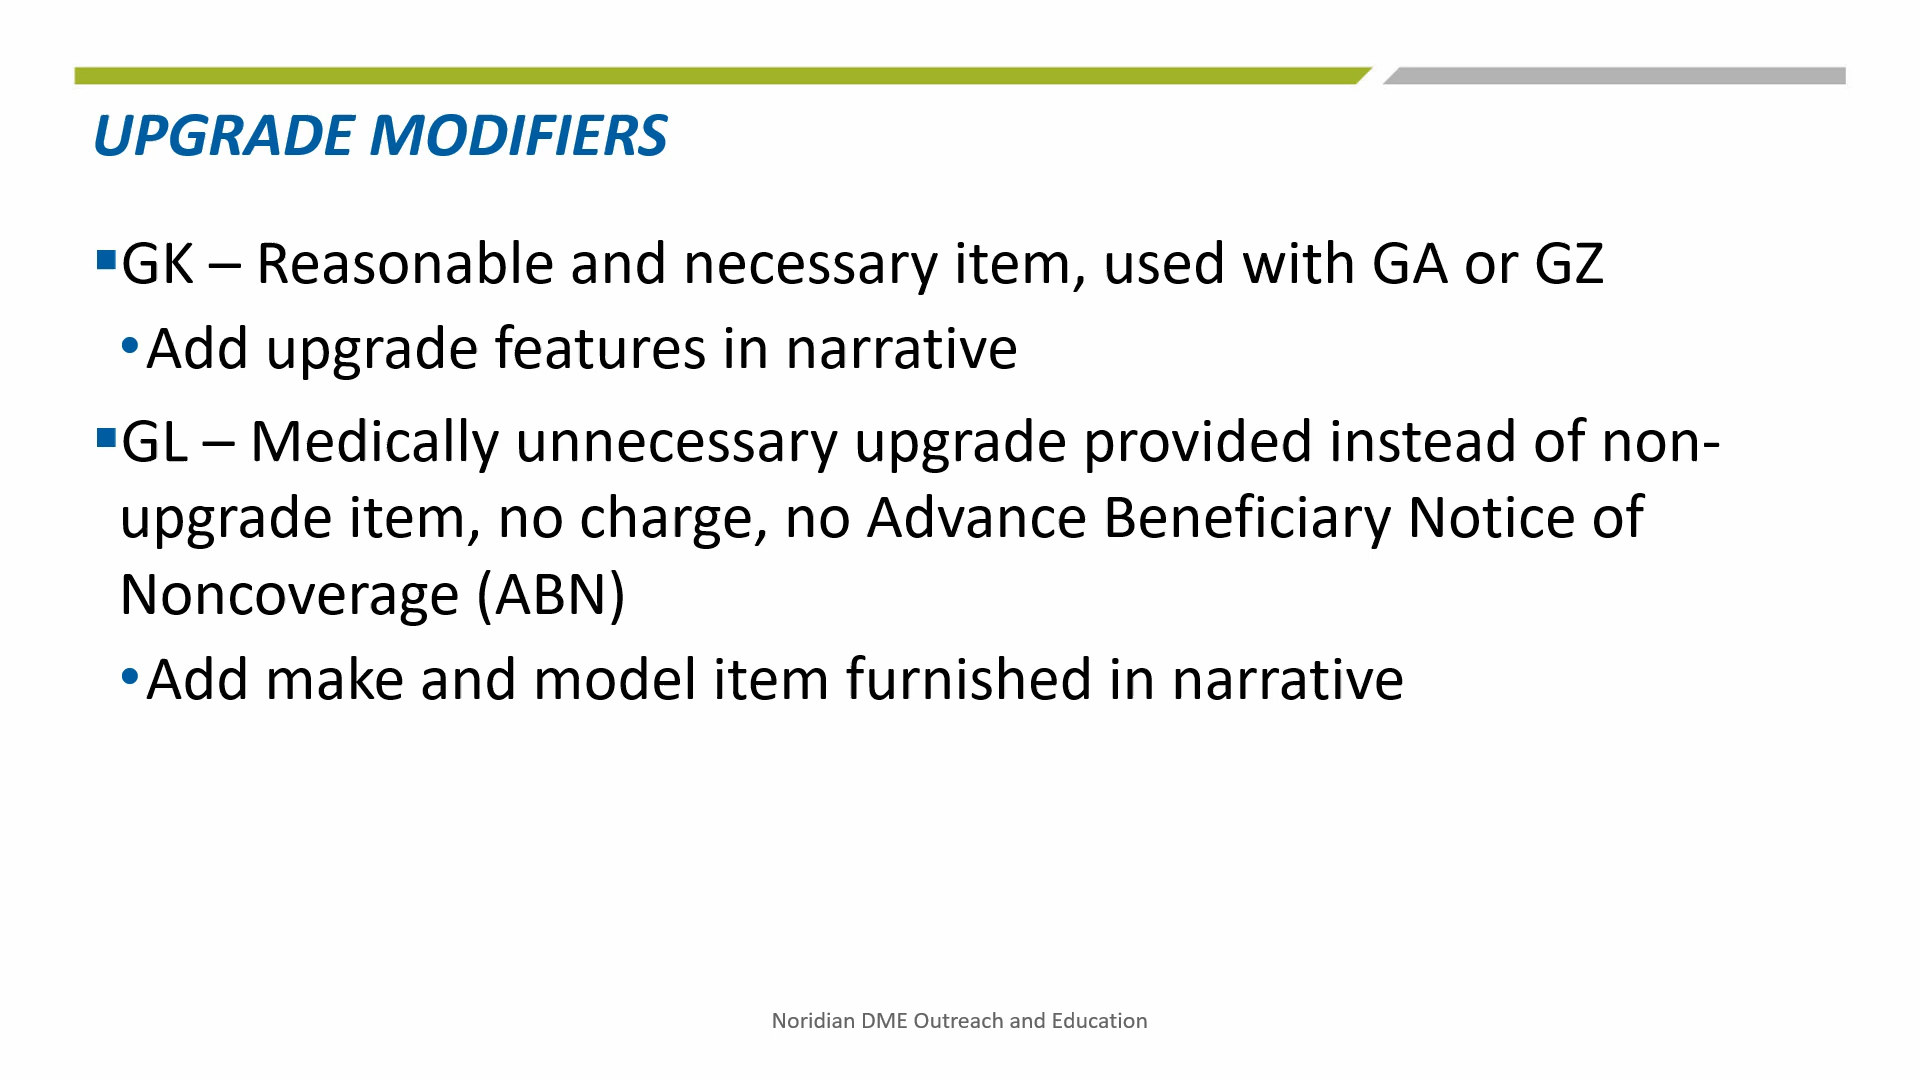 UPGRADE MODIFIERS
▪GK – Reasonable and necessary item, used with GA or GZ
•Add upgrade features in narrative
▪GL – Medically unnecessary upgrade provided instead of non-
upgrade item, no charge, no Advance Beneficiary Notice of
Noncoverage (ABN)
•Add make and model item furnished in narrative
Noridian DME Outreach and Education